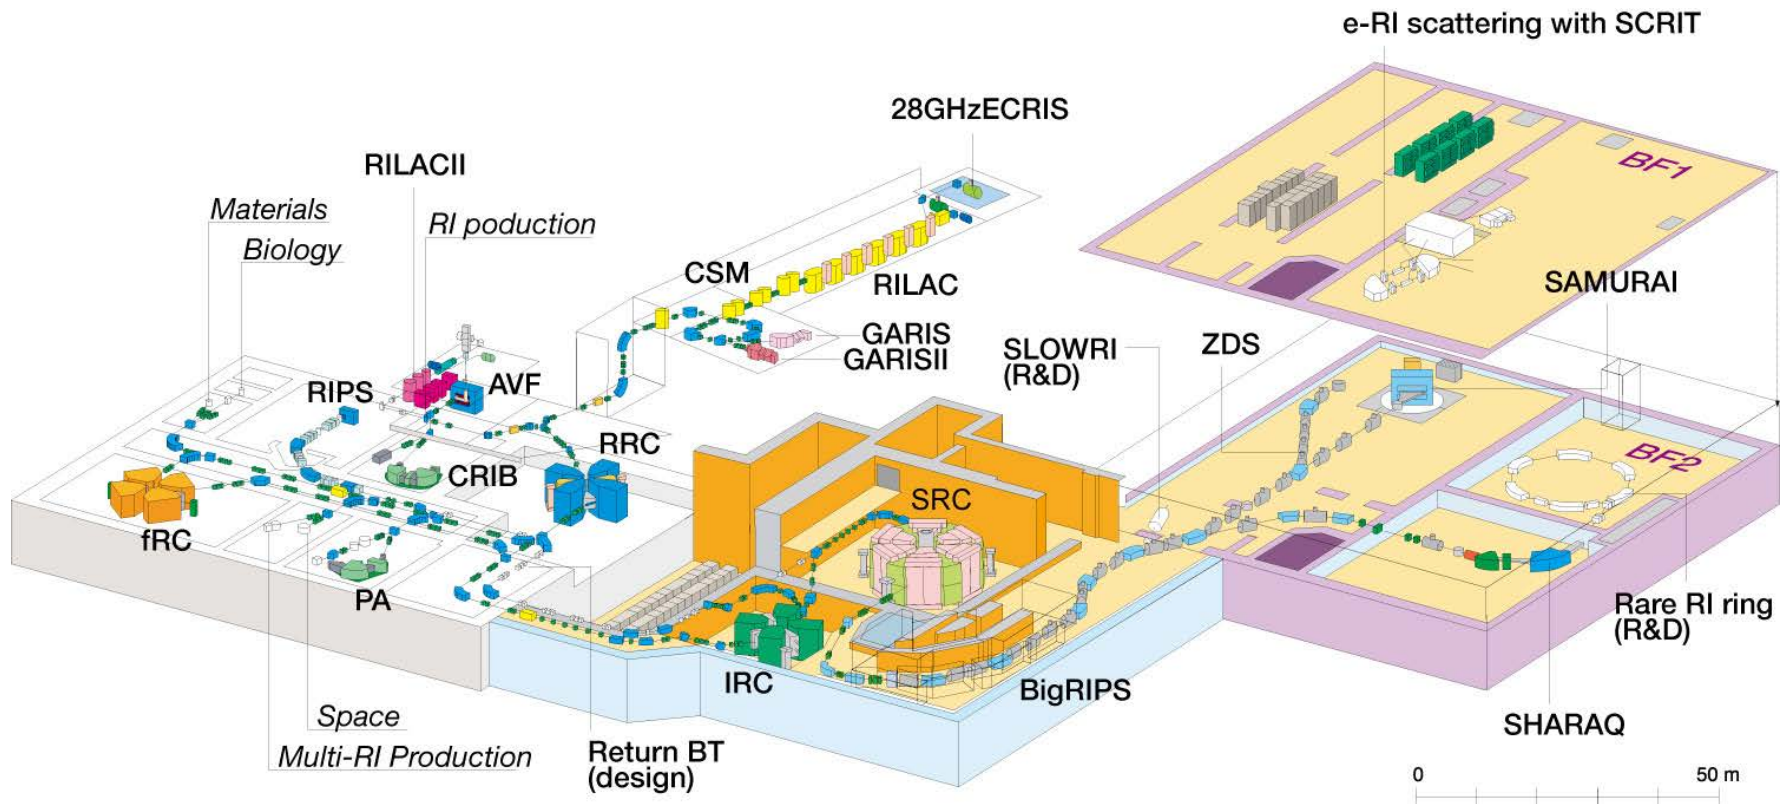 e-RI scattering with SCRIT
28GHzECRIS
RILACII
BF1
Materials
RI poduction
Biology
CSM
RILAC
SAMURAI
GARIS
GARISII
SLOWRI
(R&D)
ZDS
RIPS
AVF
RRC
BF2
CRIB
SRC
fRC
PA
Rare RI ring
(R&D)
IRC
BigRIPS
Space
SHARAQ
Multi-RI Production
Return BT
(design)
0
50 m